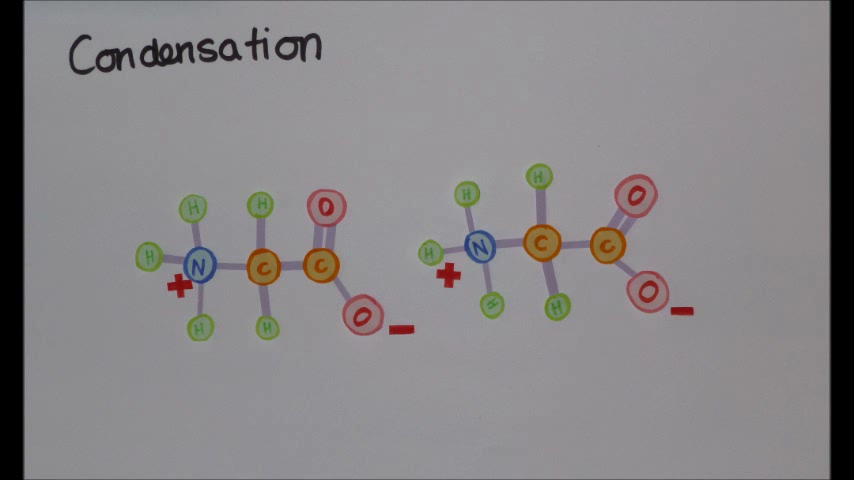 Condensation
H H O H H O
H N C C H N C C
+ O - + O -
H H H H